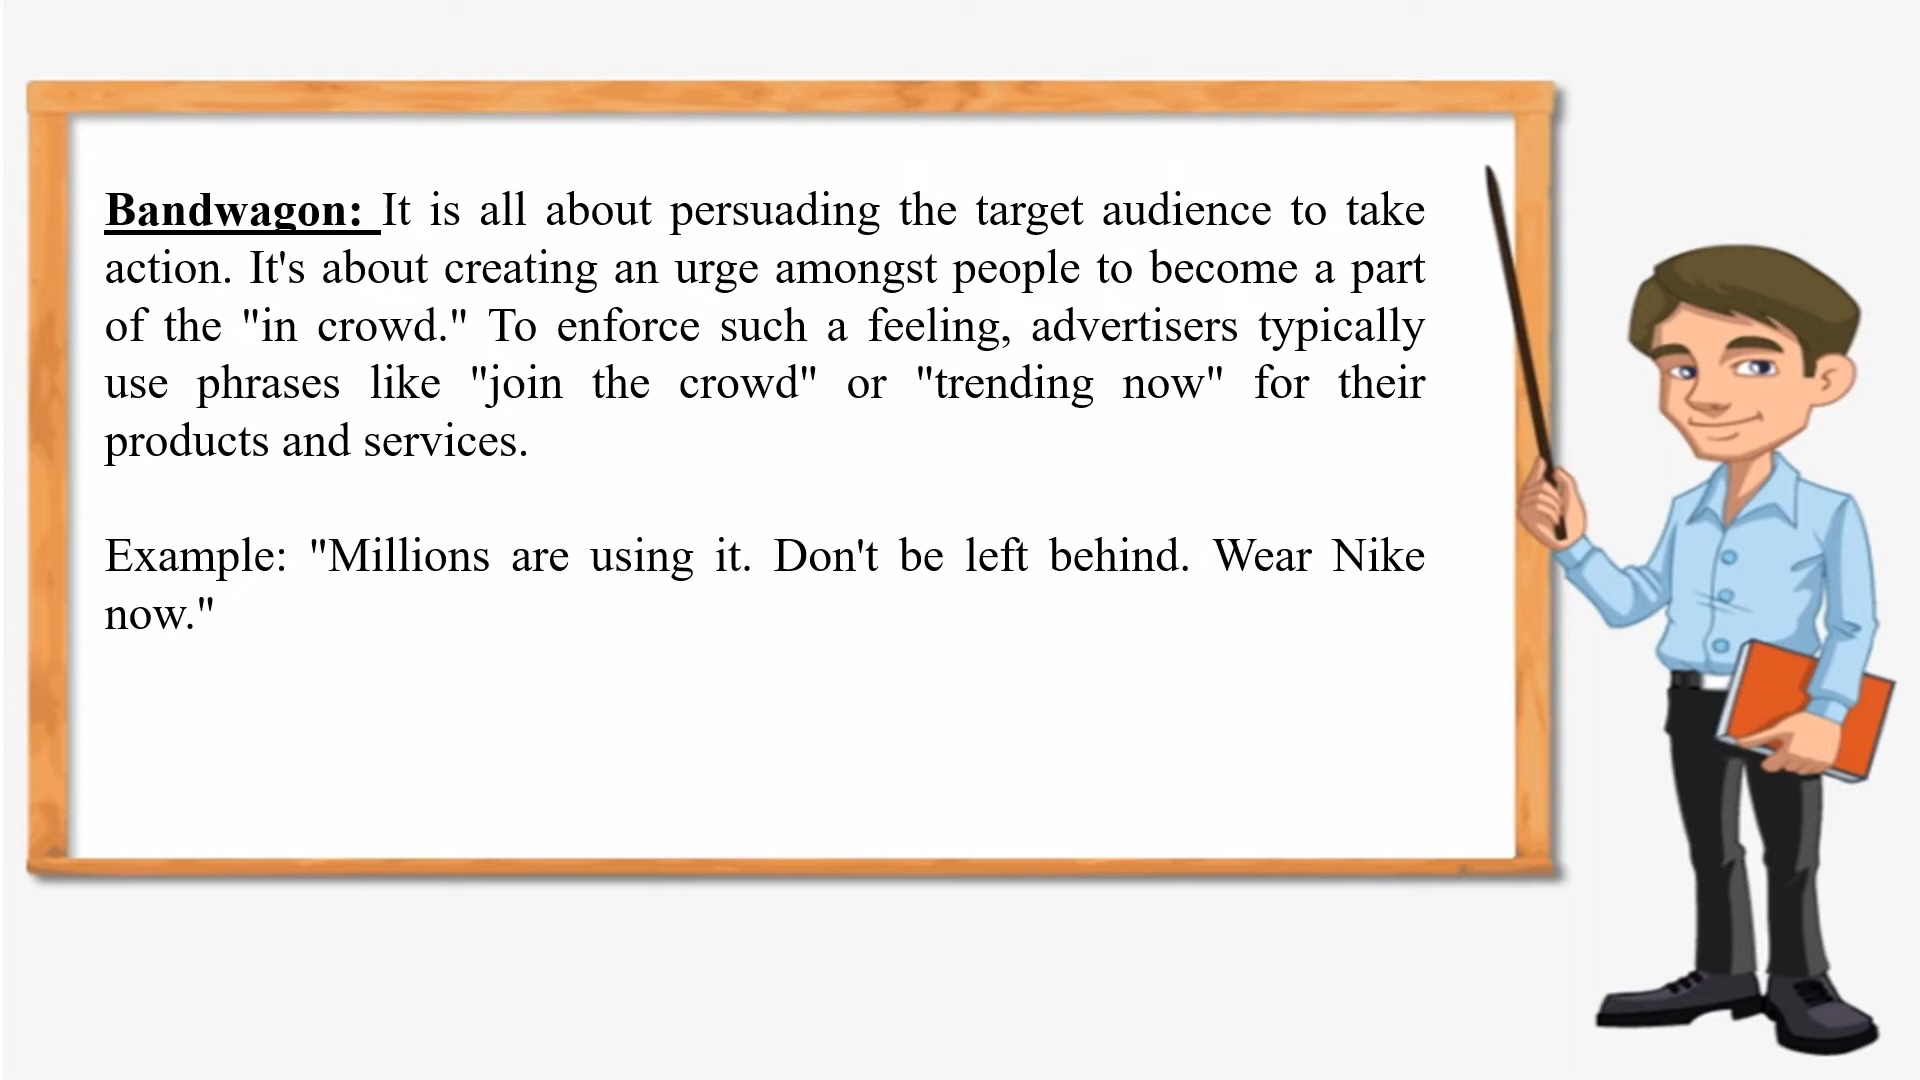 Bandwagon: It is all about persuading the target audience to take
action. It's about creating an urge amongst people to become a part
of the "in crowd." To enforce such a feeling, advertisers typically
use phrases like "join the crowd" or "trending now" for their
products and services.
Example: "Millions are using it. Don't be left behind. Wear Nike
now."